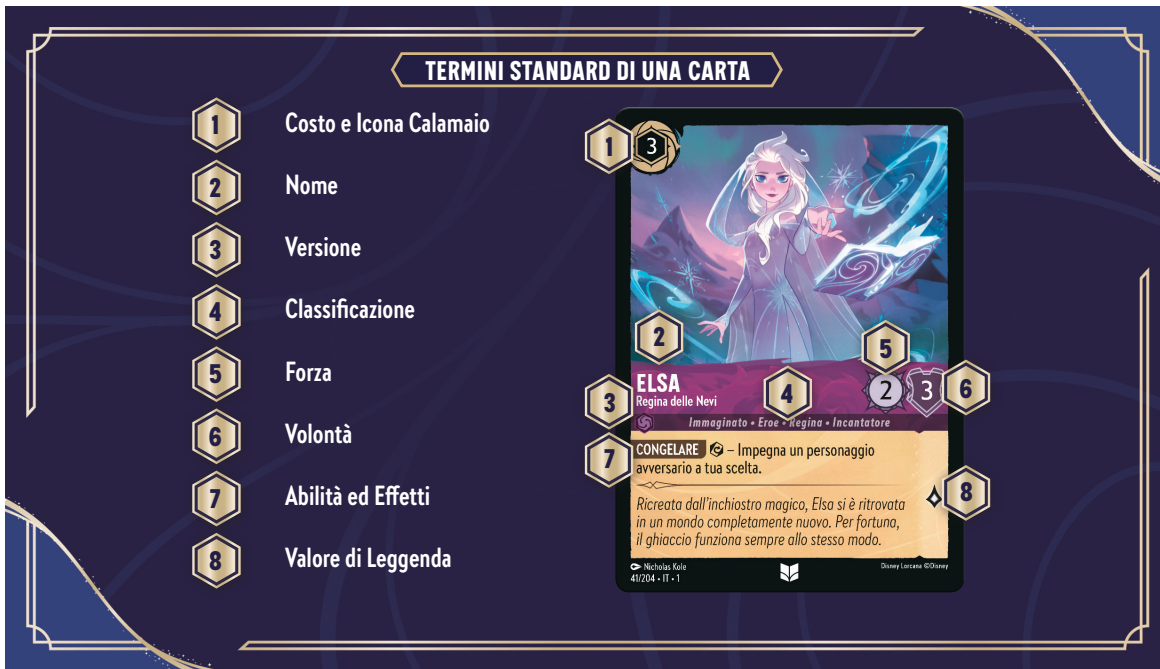 TERMINI STANDARD DI UNA CARTA
1 Costo e Icona Calamaio
2 Nome
3 Versione
4 Classificazione
5 Forza
6 Volontà
7 Abilità ed Effetti
8 Valore di Leggenda
1 3
2
5
ELSA
3 Regina delle Nevi 4 2 3 6
Immaginato • Eroe • Regina • Incantatore
7 CONGELARE – Impegna un personaggio
avversario a tua scelta.
8
Ricreata dall'inchiostro magico, Elsa si è ritrovata
in un mondo completamente nuovo. Per fortuna,
il ghiaccio funziona sempre allo stesso modo.
Nicholas Kole
41/204 • IT • 1
Disney Lorcana ©Disney